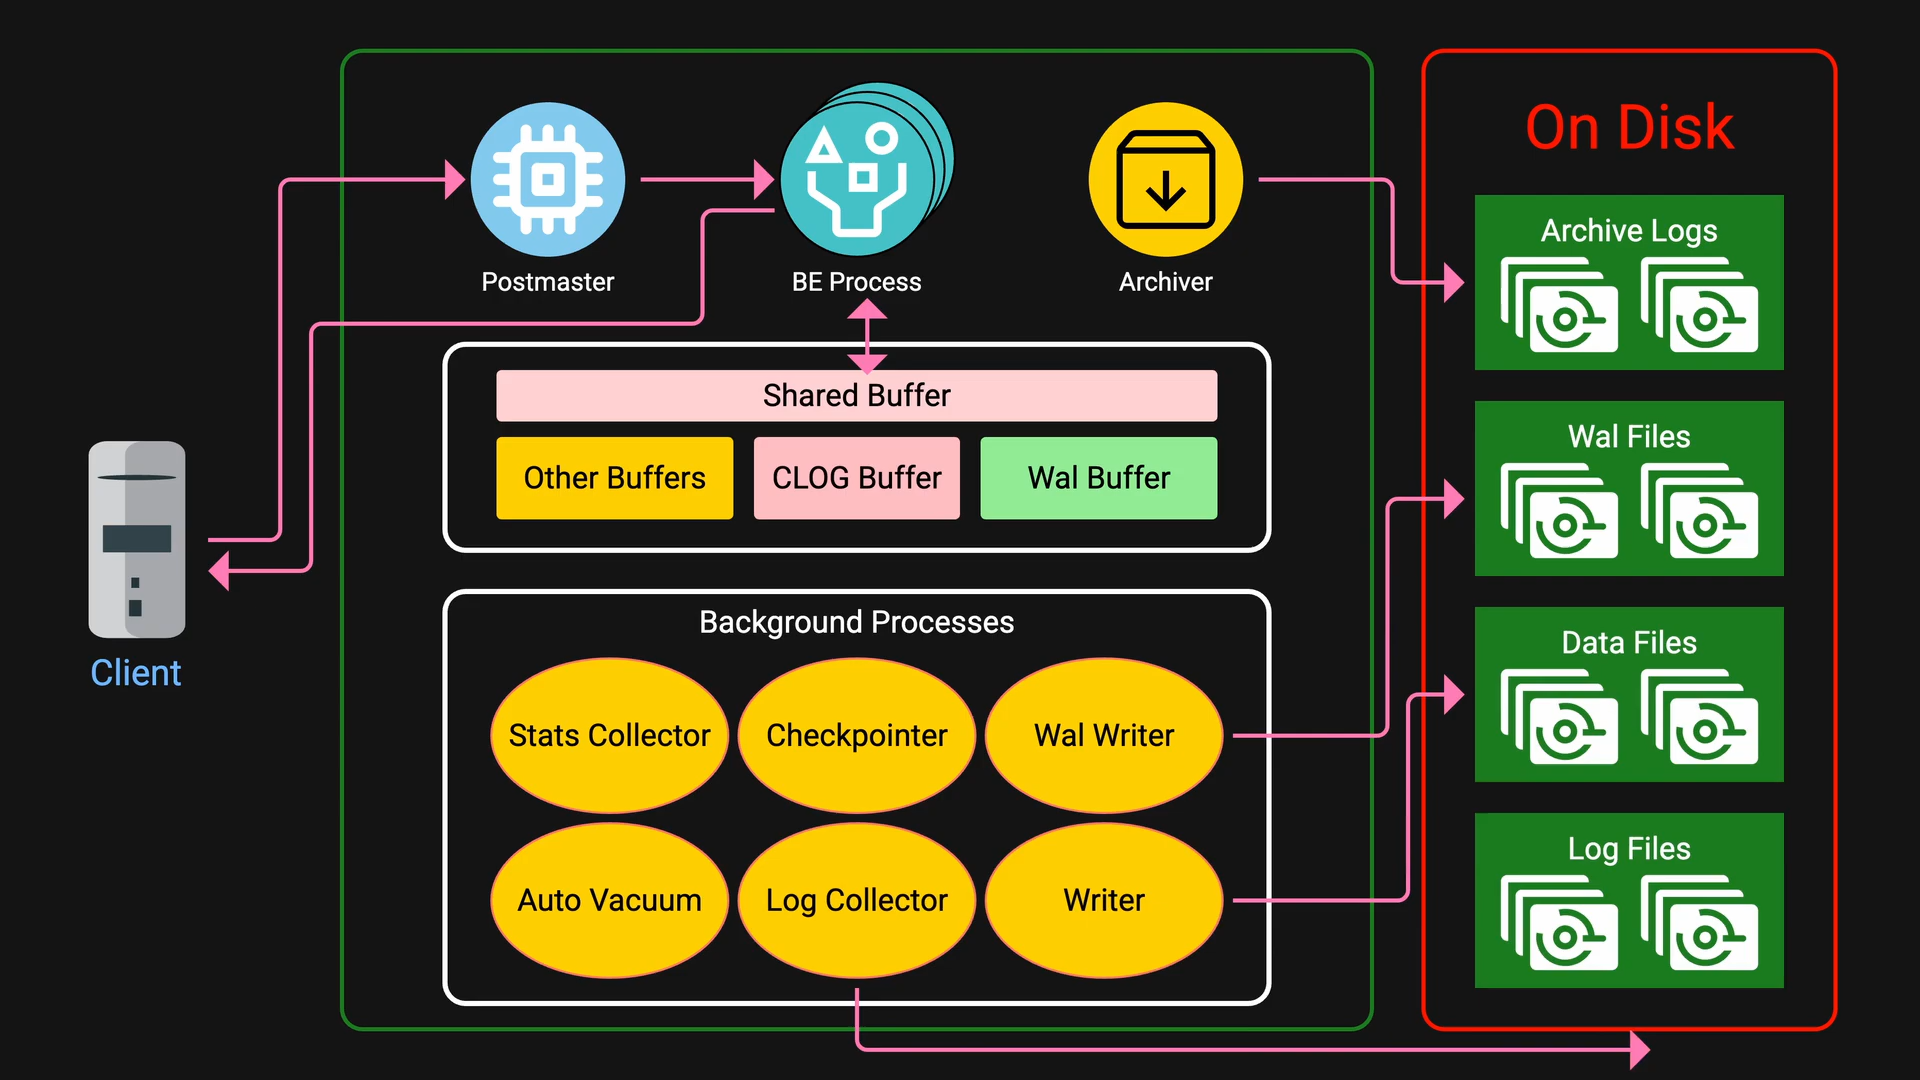 On Disk
Postmaster
BE Process
Archiver
Archive Logs
Shared Buffer
Other Buffers
CLOG Buffer
Wal Buffer
Wal Files
Client
Background Processes
Stats Collector
Checkpointer
Wal Writer
Data Files
Auto Vacuum
Log Collector
Writer
Log Files